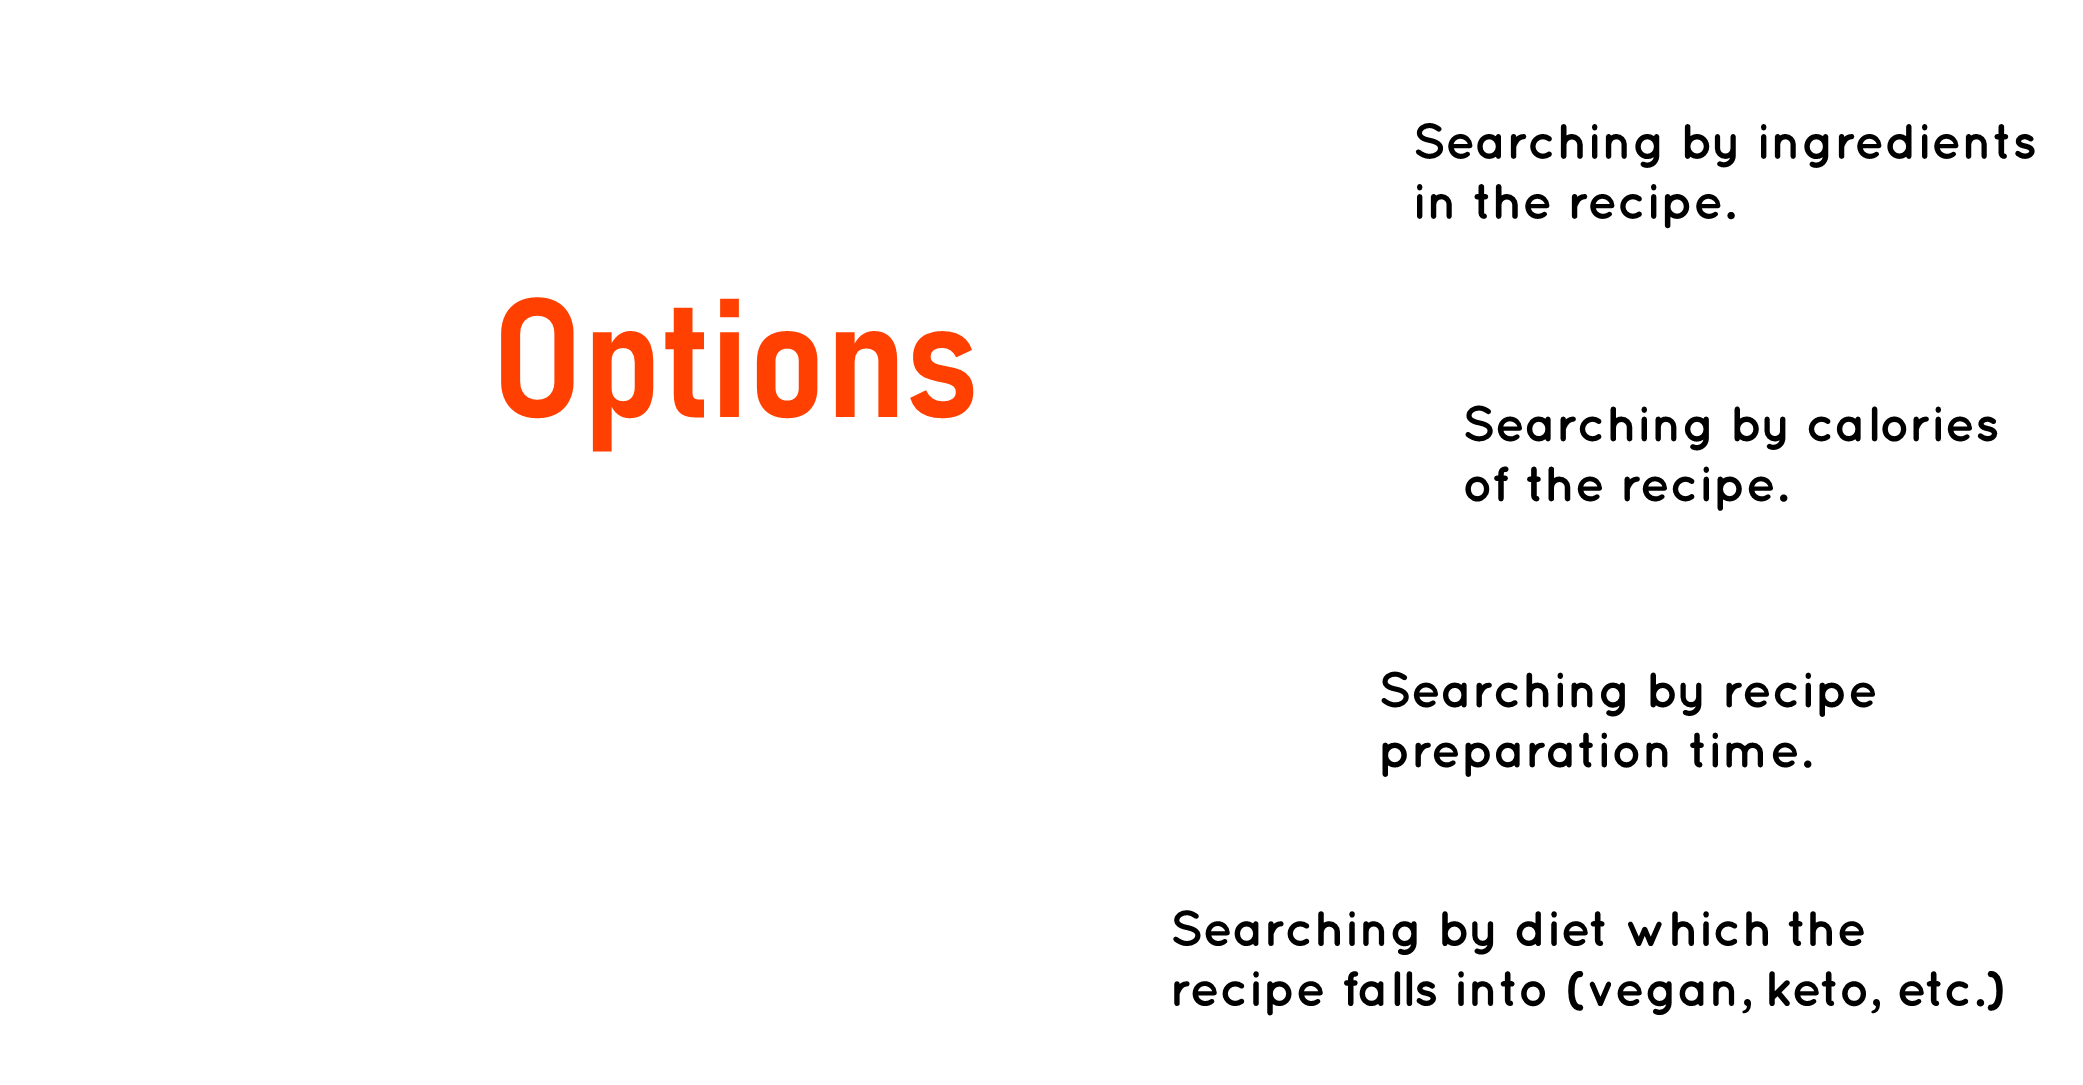 Options
Searching by ingredients
in the recipe.
Searching by calories
of the recipe.
Searching by recipe
preparation time.
Searching by diet which the
recipe falls into (vegan, keto, etc.)